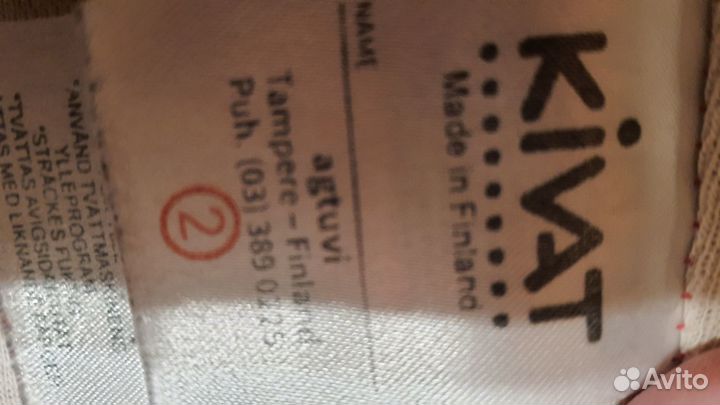 KiVAT
Made in Finland
NAME
agtuvi
Tampere – Finland
Puh. (03) 389 0225
2
*ANVÄND TVÄTTMASKINENS
YLLEPROGRAM
*STRÄCKES
*TVÄTTAS AVIGSIDAN UT
MED LIKNANDE FÄRGER
Avito